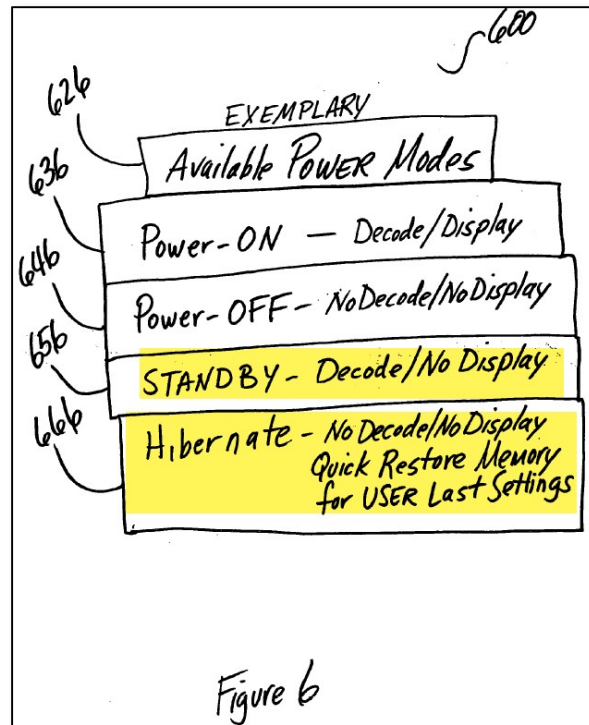 600
626
EXEMPLARY
Available POWER Modes
636
Power-ON — Decode/Display
646
Power-OFF - No Decode/No Display
656
STANDBY - Decode/No Display
666
Hibernate - No Decode/No Display
Quick Restore Memory
for USER Last Settings
Figure 6